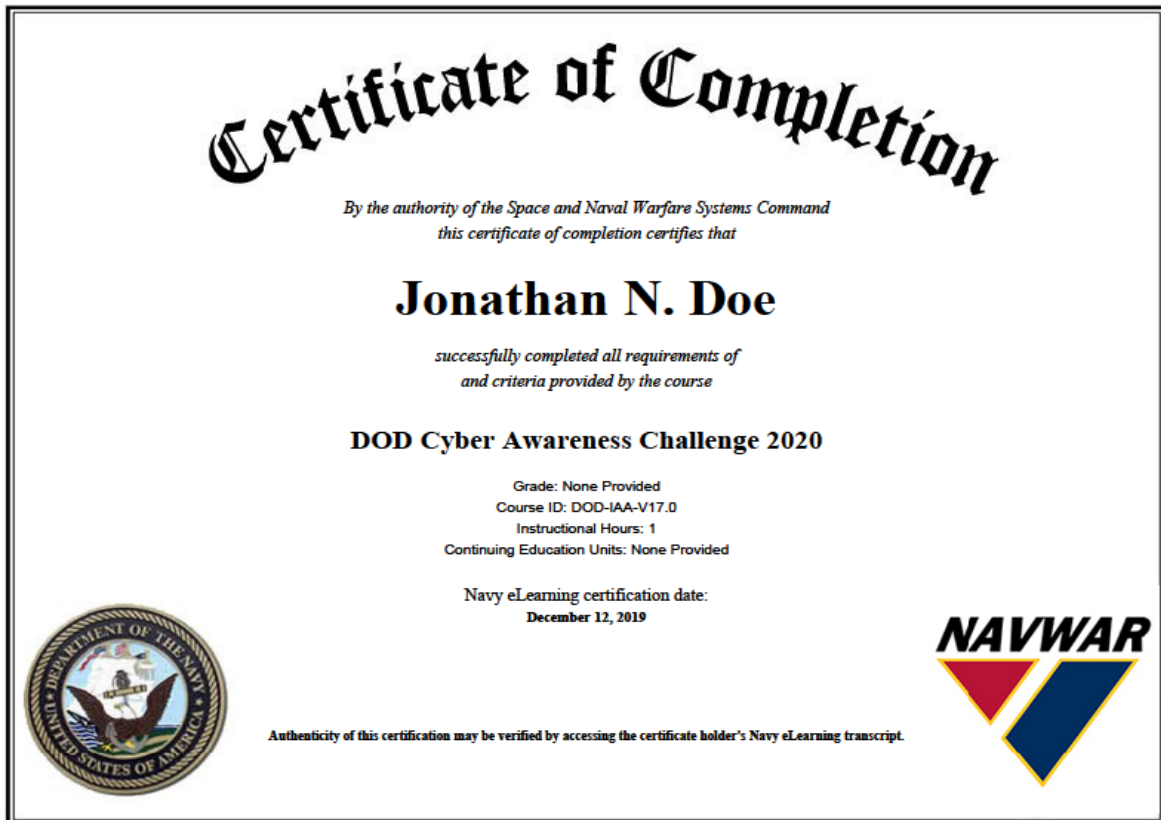 Certificate of Completion
By the authority of the Space and Naval Warfare Systems Command
this certificate of completion certifies that
Jonathan N. Doe
successfully completed all requirements of
and criteria provided by the course
DOD Cyber Awareness Challenge 2020
Grade: None Provided
Course ID: DOD-IAA-V17.0
Instructional Hours: 1
Continuing Education Units: None Provided
Navy eLearning certification date:
December 12, 2019
DEPARTMENT OF THE NAVY
UNITED STATES OF AMERICA
NAVWAR
Authenticity of this certification may be verified by accessing the certificate holder's Navy eLearning transcript.